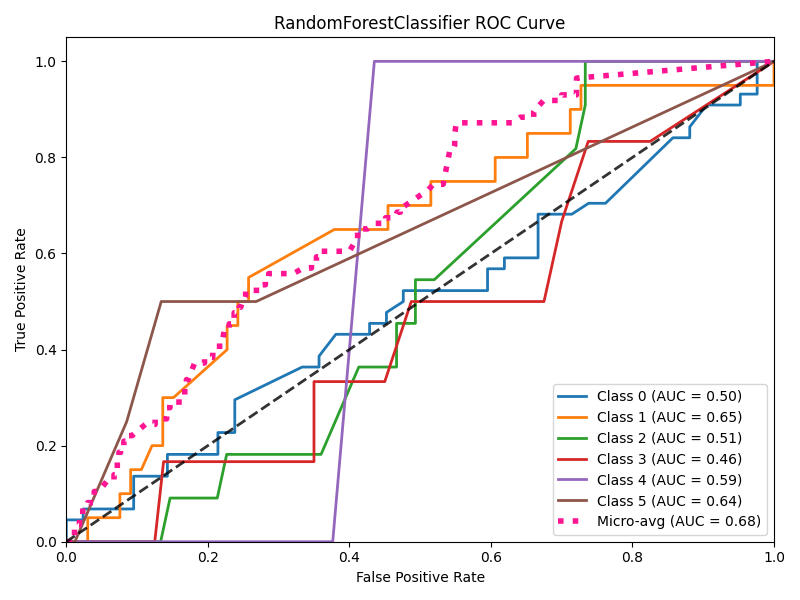 RandomForestClassifier ROC Curve
True Positive Rate
1.0
0.8
0.6
0.4
0.2
0.0
Class 0 (AUC = 0.50)
Class 1 (AUC = 0.65)
Class 2 (AUC = 0.51)
Class 3 (AUC = 0.46)
Class 4 (AUC = 0.59)
Class 5 (AUC = 0.64)
Micro-avg (AUC = 0.68)
0.0 0.2 0.4 0.6 0.8 1.0
False Positive Rate